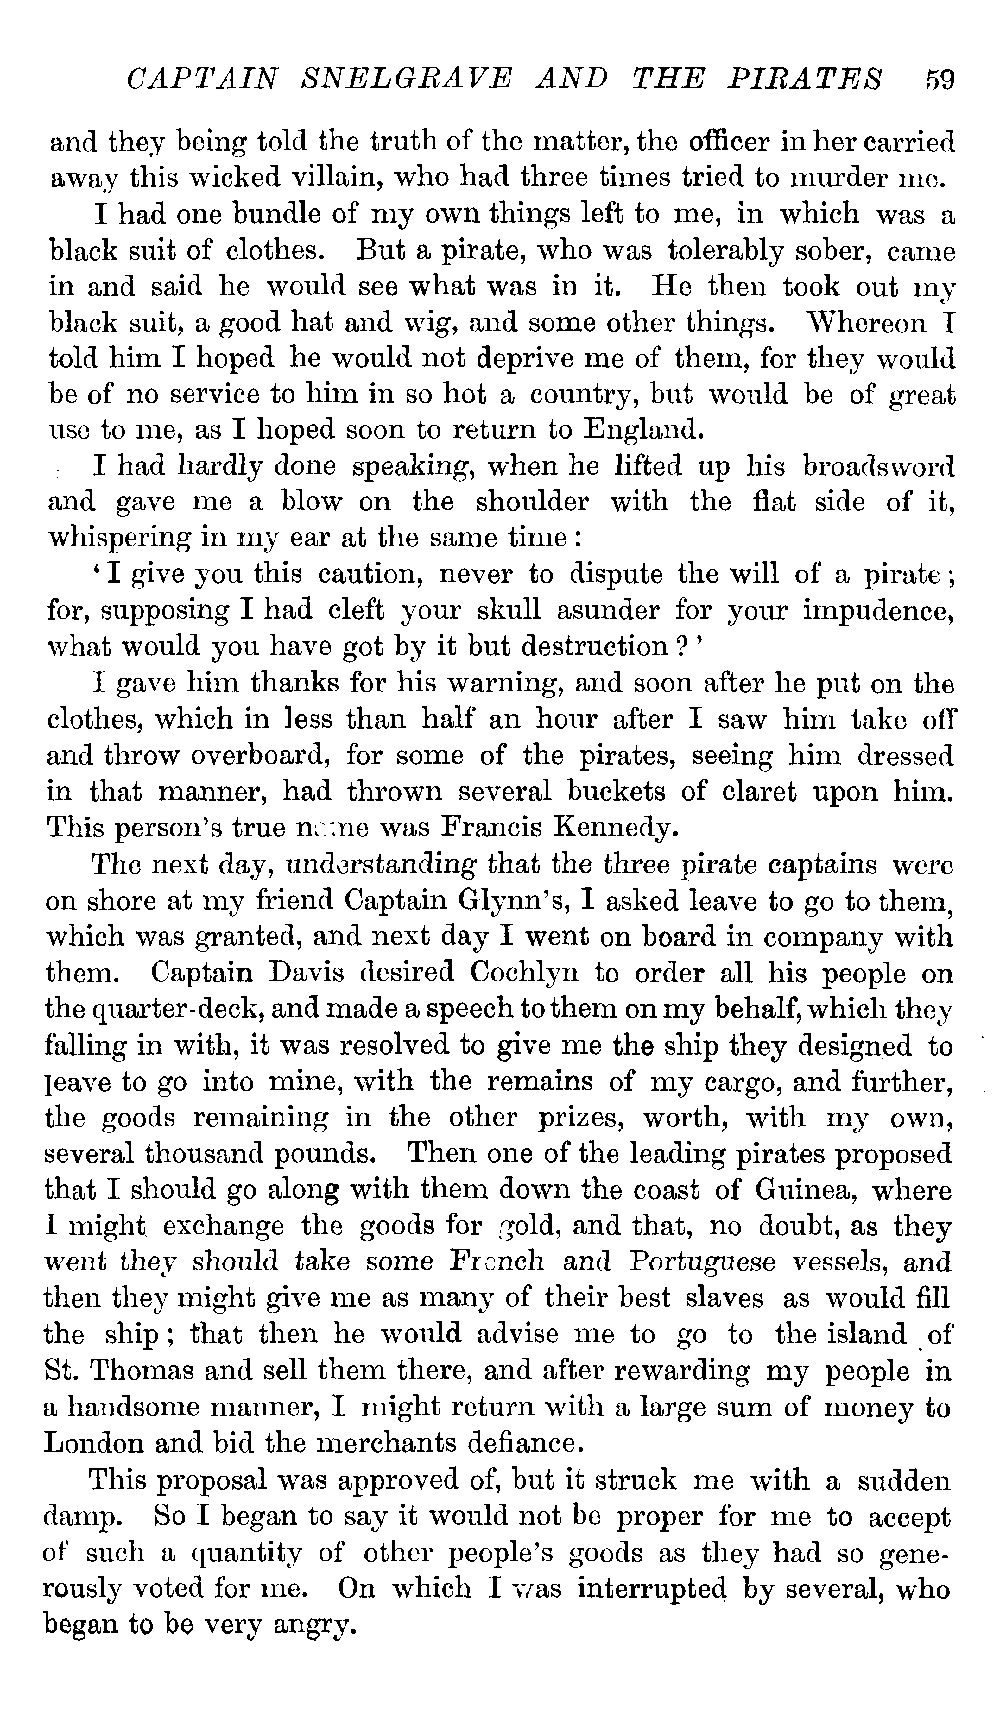 CAPTAIN SNELGRAVE AND THE PIRATES 59
and they being told the truth of the matter, the officer in her carried
away this wicked villain, who had three times tried to murder me.
I had one bundle of my own things left to me, in which was a
black suit of clothes. But a pirate, who was tolerably sober, came
in and said he would see what was in it. He then took out my
black suit, a good hat and wig, and some other things. Whereon I
told him I hoped he would not deprive me of them, for they would
be of no service to him in so hot a country, but would be of great
use to me, as I hoped soon to return to England.
I had hardly done speaking, when he lifted up his broadsword
and gave me a blow on the shoulder with the flat side of it,
whispering in my ear at the same time:
‘I give you this caution, never to dispute the will of a pirate;
for, supposing I had cleft your skull asunder for your impudence,
what would you have got by it but destruction?’
I gave him thanks for his warning, and soon after he put on the
clothes, which in less than half an hour after I saw him take off
and throw overboard, for some of the pirates, seeing him dressed
in that manner, had thrown several buckets of claret upon him.
This person's true name was Francis Kennedy.
The next day, understanding that the three pirate captains were
on shore at my friend Captain Glynn's, I asked leave to go to them,
which was granted, and next day I went on board in company with
them. Captain Davis desired Cochlyn to order all his people on
the quarter-deck, and made a speech to them on my behalf, which they
falling in with, it was resolved to give me the ship they designed to
leave to go into mine, with the remains of my cargo, and further,
the goods remaining in the other prizes, worth, with my own,
several thousand pounds. Then one of the leading pirates proposed
that I should go along with them down the coast of Guinea, where
I might exchange the goods for gold, and that, no doubt, as they
went they should take some French and Portuguese vessels, and
then they might give me as many of their best slaves as would fill
the ship; that then he would advise me to go to the island of
St. Thomas and sell them there, and after rewarding my people in
a handsome manner, I might return with a large sum of money to
London and bid the merchants defiance.
This proposal was approved of, but it struck me with a sudden
damp. So I began to say it would not be proper for me to accept
of such a quantity of other people's goods as they had so gene-
rously voted for me. On which I was interrupted by several, who
began to be very angry.